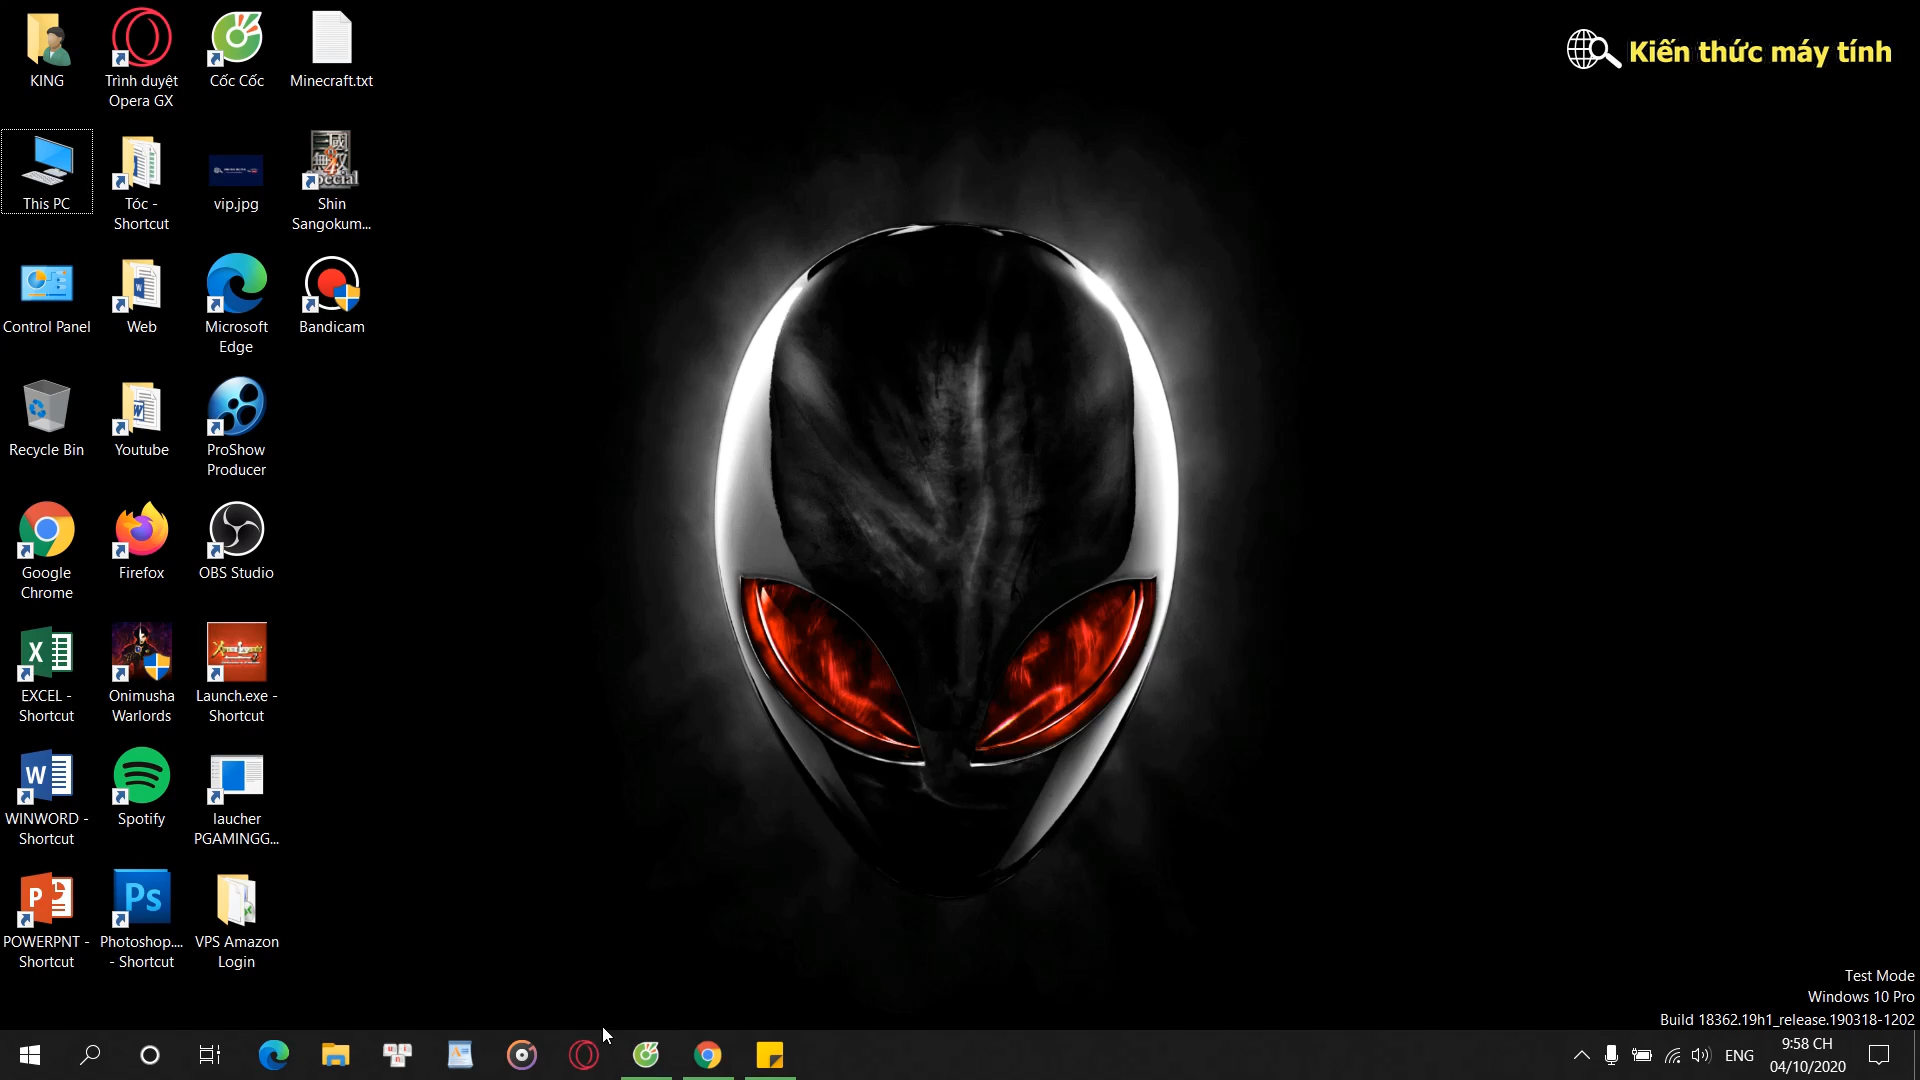 Kiến thức máy tính
KING
Trình duyệt
Opera GX
Cốc Cốc
Minecraft.txt
This PC
Tóc -
Shortcut
vip.jpg
Shin
Sangokum...
Control Panel
Web
Microsoft
Edge
Bandicam
Recycle Bin
Youtube
ProShow
Producer
Google
Chrome
Firefox
OBS Studio
EXCEL -
Shortcut
Onimusha
Warlords
Launch.exe -
Shortcut
WINWORD -
Shortcut
Spotify
laucher
PGAMINGG...
POWERPNT -
Shortcut
Photoshop....
- Shortcut
VPS Amazon
Login
Test Mode
Windows 10 Pro
Build 18362.19h1_release.190318-1202
ENG
9:58 CH
04/10/2020